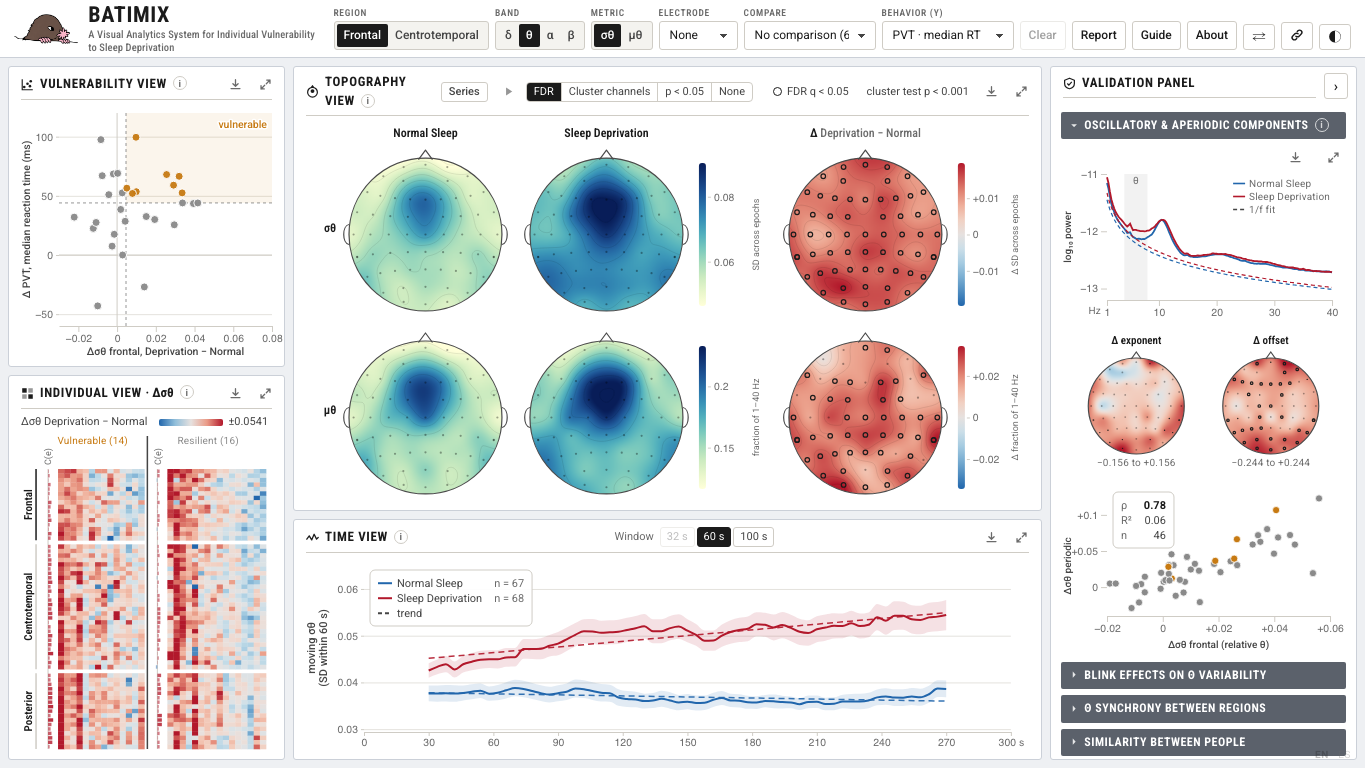 BATIMIX
A Visual Analytics System for Individual Vulnerability
to Sleep Deprivation
REGION
Frontal Centrotemporal
BAND
δ θ α β
METRIC
σθ μθ
ELECTRODE
None
COMPARE
No comparison (6
BEHAVIOR (Y)
PVT · median RT
Clear
Report
Guide
About
VULNERABILITY VIEW
vulnerable
100
50
0
−50
−0.02 0 0.02 0.04 0.06 0.08
Δ PVT, median reaction time (ms)
Δσθ frontal, Deprivation − Normal
INDIVIDUAL VIEW · Δσθ
Δσθ Deprivation − Normal ±0.0541
Vulnerable (14) Resilient (16)
C(e) C(e)
Frontal
Centrotemporal
Posterior
TOPOGRAPHY
VIEW
Series
FDR Cluster channels p < 0.05 None
FDR q < 0.05 cluster test p < 0.001
Normal Sleep Sleep Deprivation Δ Deprivation − Normal
σθ
0.08
0.06
SD across epochs
+0.01
0
−0.01
Δ SD across epochs
μθ
0.2
0.15
fraction of 1–40 Hz
+0.02
0
−0.02
Δ fraction of 1–40 Hz
TIME VIEW
Window 32 s 60 s 100 s
Normal Sleep n = 67
Sleep Deprivation n = 68
trend
moving σθ
(SD within 60 s)
0.06
0.05
0.04
0.03
0 30 60 90 120 150 180 210 240 270 300 s
VALIDATION PANEL
OSCILLATORY & APERIODIC COMPONENTS
θ
Normal Sleep
Sleep Deprivation
1/f fit
log₁₀ power
−11
−12
−13
Hz 1 10 20 30 40
Δ exponent Δ offset
−0.156 to +0.156 −0.244 to +0.244
ρ 0.78
R² 0.06
n 46
Δσθ periodic
+0.1
+0.05
0
−0.02 0 +0.02 +0.04 +0.06
Δσθ frontal (relative θ)
BLINK EFFECTS ON Θ VARIABILITY
Θ SYNCHRONY BETWEEN REGIONS
SIMILARITY BETWEEN PEOPLE
EN